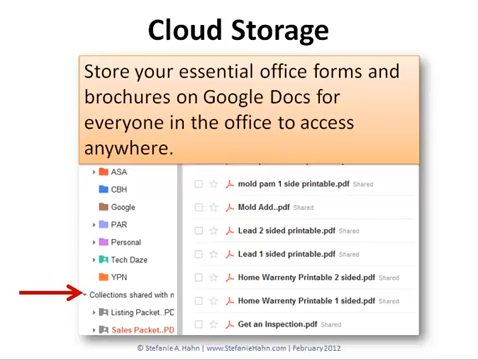 Cloud Storage
Store your essential office forms and
brochures on Google Docs for
everyone in the office to access
anywhere.
ASA
CBH
Google
PAR
Personal
Tech Daze
YPN
Collections shared with m
Listing Packet..PD
Sales Packet..PD
mold pam 1 side printable.pdf Shared
Mold Add..pdf Shared
Lead 2 sided printable.pdf Shared
Lead 1 sided printable.pdf Shared
Home Warrenty Printable 2 sided.pdf Shared
Home Warrenty Printable 1 sided.pdf Shared
Get an Inspection.pdf Shared
© Stefanie A. Hahn | www.StefanieHahn.com | February 2012